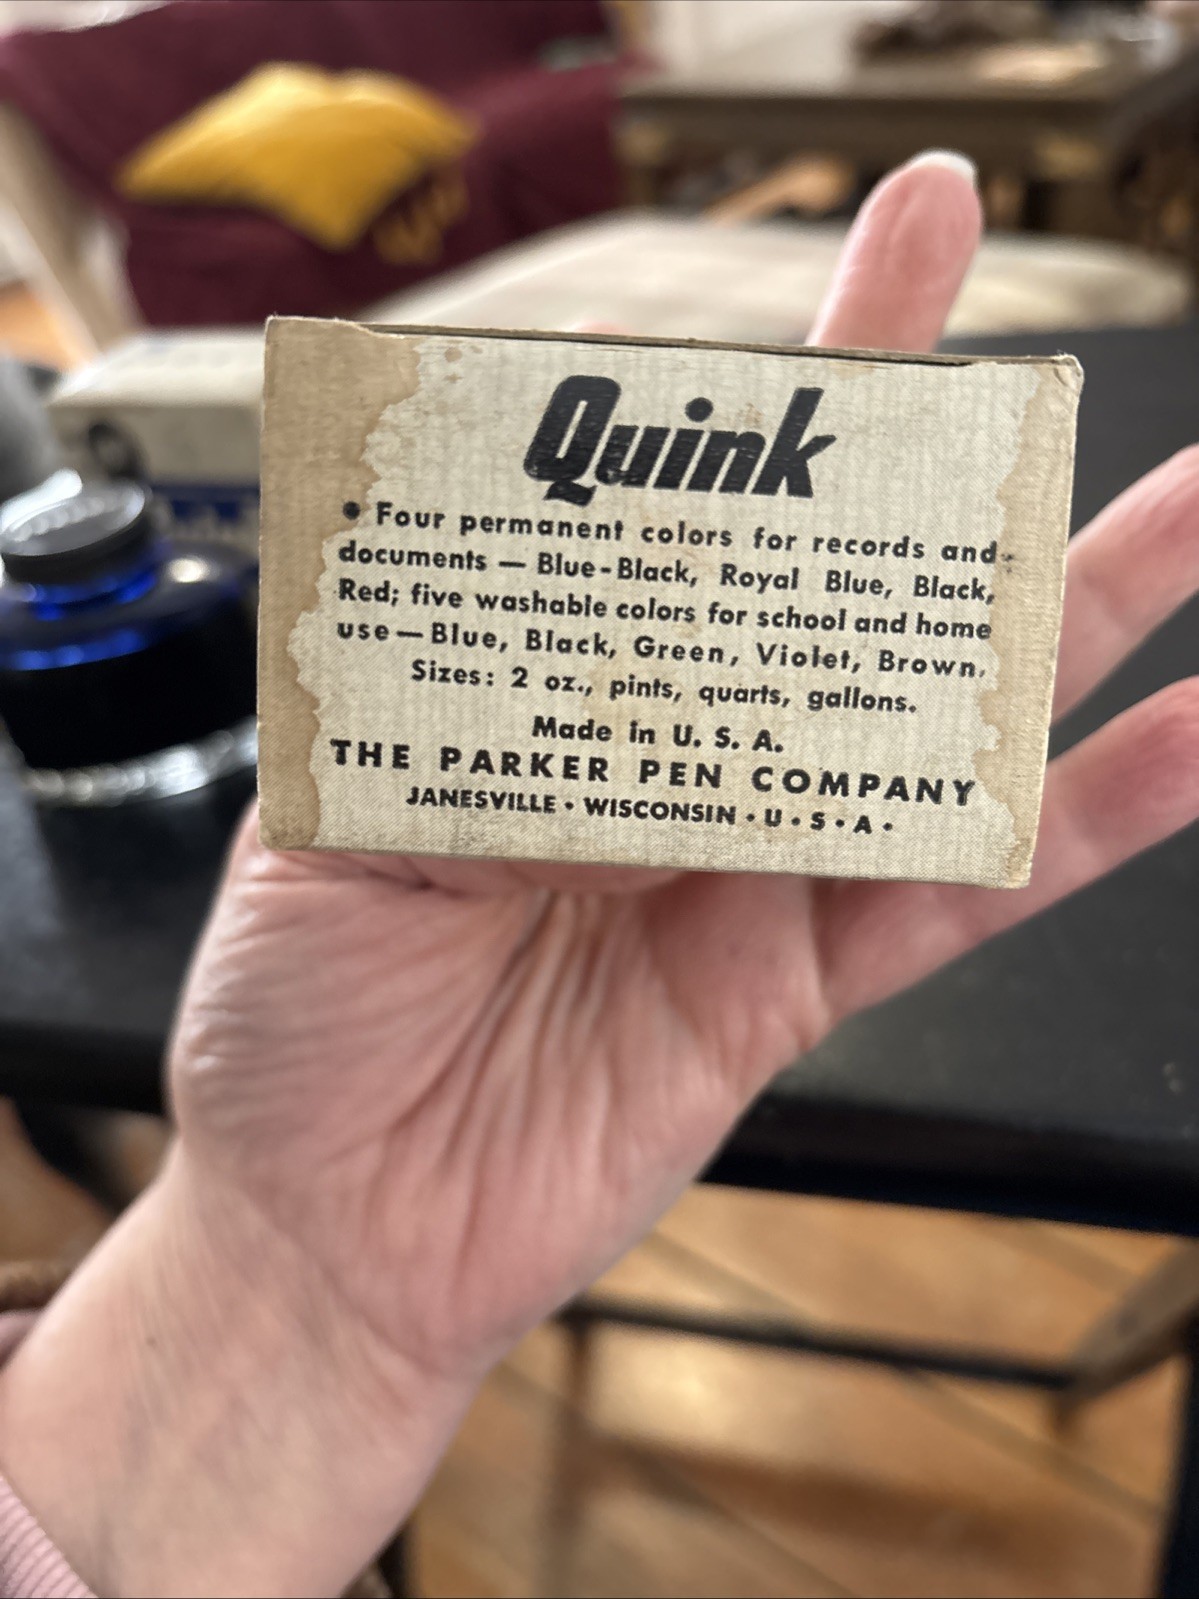 Quink
• Four permanent colors for records and
documents — Blue-Black, Royal Blue, Black,
Red; five washable colors for school and home
use — Blue, Black, Green, Violet, Brown.
Sizes: 2 oz., pints, quarts, gallons.
Made in U. S. A.
THE PARKER PEN COMPANY
JANESVILLE • WISCONSIN • U • S • A •